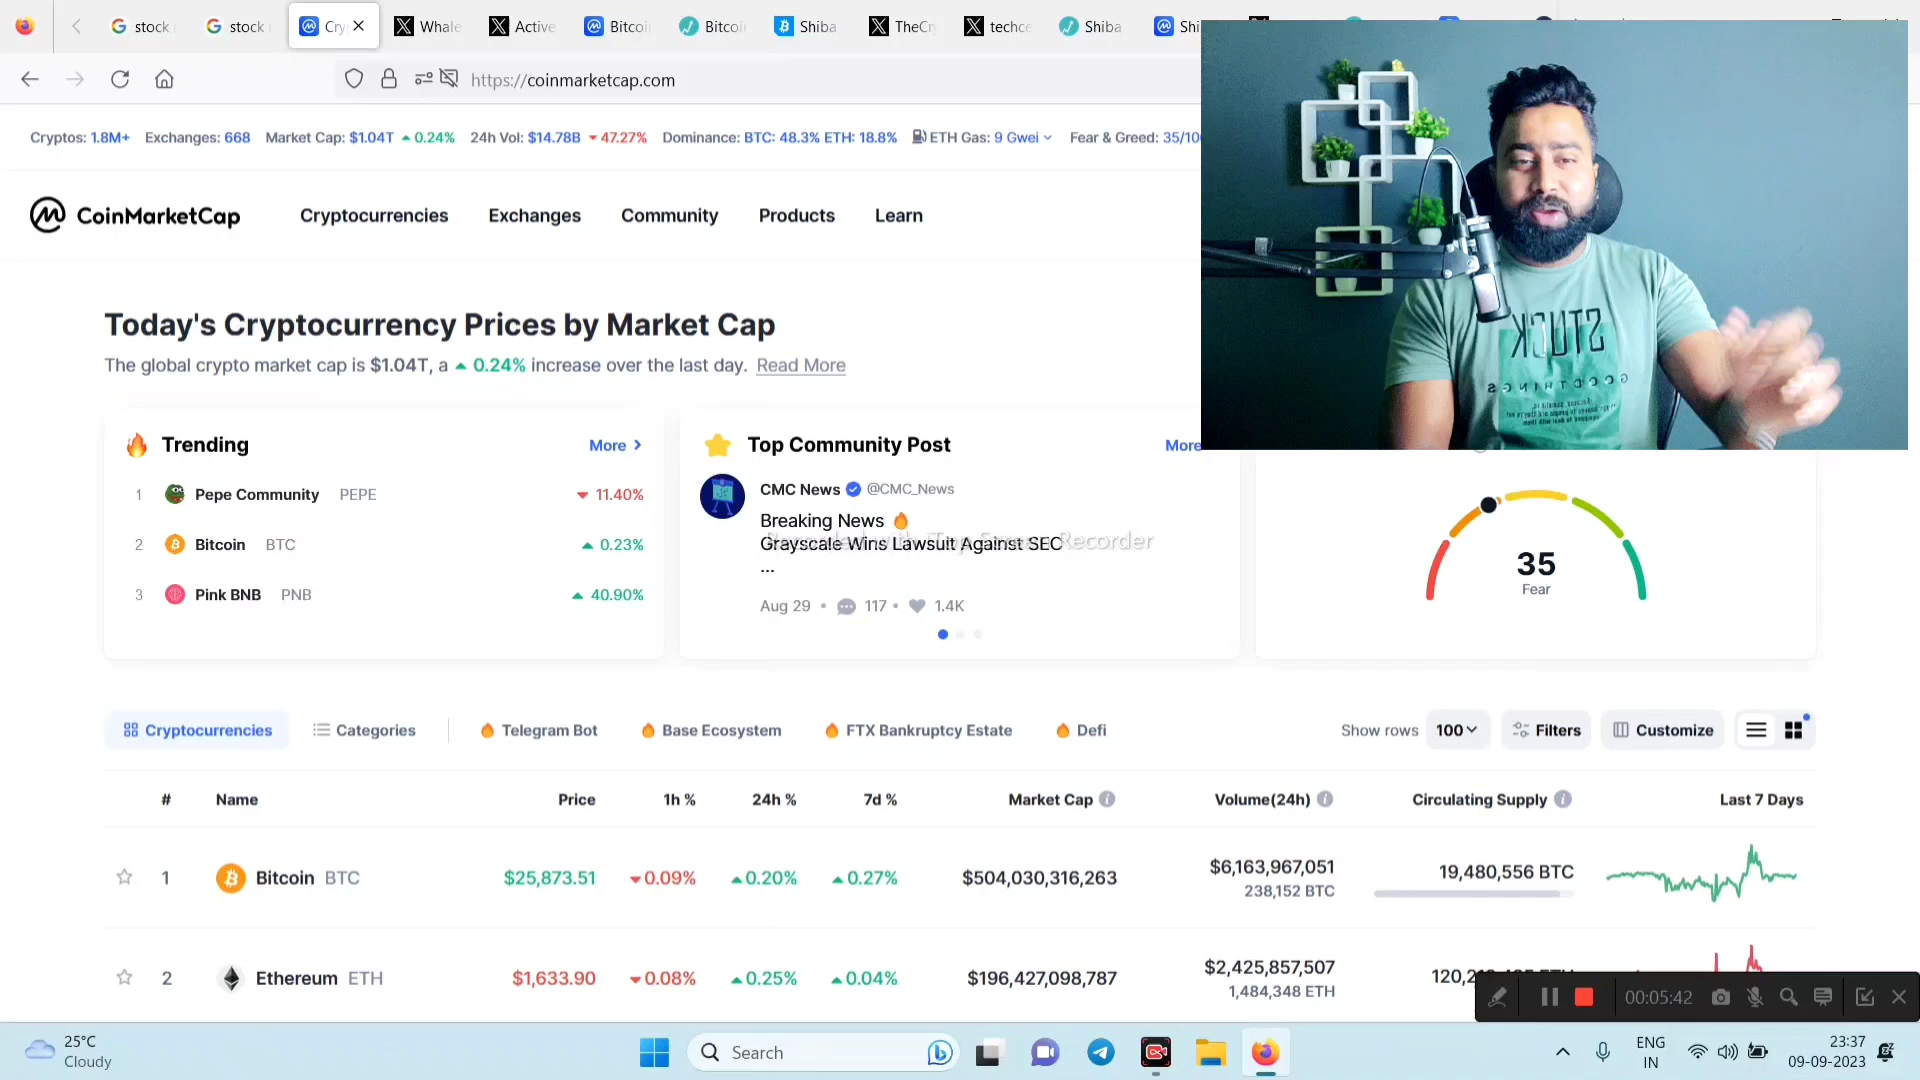 stock
stock
Cry
Whale
Active
Bitcoi
Bitcoi
Shiba
TheCr
techce
Shiba
Shi
https://coinmarketcap.com
Cryptos: 1.8M+ Exchanges: 668 Market Cap: $1.04T 0.24% 24h Vol: $14.78B 47.27% Dominance: BTC: 48.3% ETH: 18.8% ETH Gas: 9 Gwei Fear & Greed: 35/10
CoinMarketCap
Cryptocurrencies Exchanges Community Products Learn
STUCK
GOODTHINGS
Today's Cryptocurrency Prices by Market Cap
The global crypto market cap is $1.04T, a 0.24% increase over the last day. Read More
Trending More
1 Pepe Community PEPE 11.40%
2 Bitcoin BTC 0.23%
3 Pink BNB PNB 40.90%
Top Community Post More
CMC News @CMC_News
Breaking News
Grayscale Wins Lawsuit Against SEC
...
Aug 29 • 117 • 1.4K
Recorder
35
Fear
Cryptocurrencies Categories Telegram Bot Base Ecosystem FTX Bankruptcy Estate Defi Show rows 100 Filters Customize
# Name Price 1h % 24h % 7d % Market Cap Volume(24h) Circulating Supply Last 7 Days
1 Bitcoin BTC $25,873.51 0.09% 0.20% 0.27% $504,030,316,263 $6,163,967,051 19,480,556 BTC
238,152 BTC
2 Ethereum ETH $1,633.90 0.08% 0.25% 0.04% $196,427,098,787 $2,425,857,507
1,484,348 ETH
00:05:42
25°C
Cloudy
Search
ENG
IN
23:37
09-09-2023